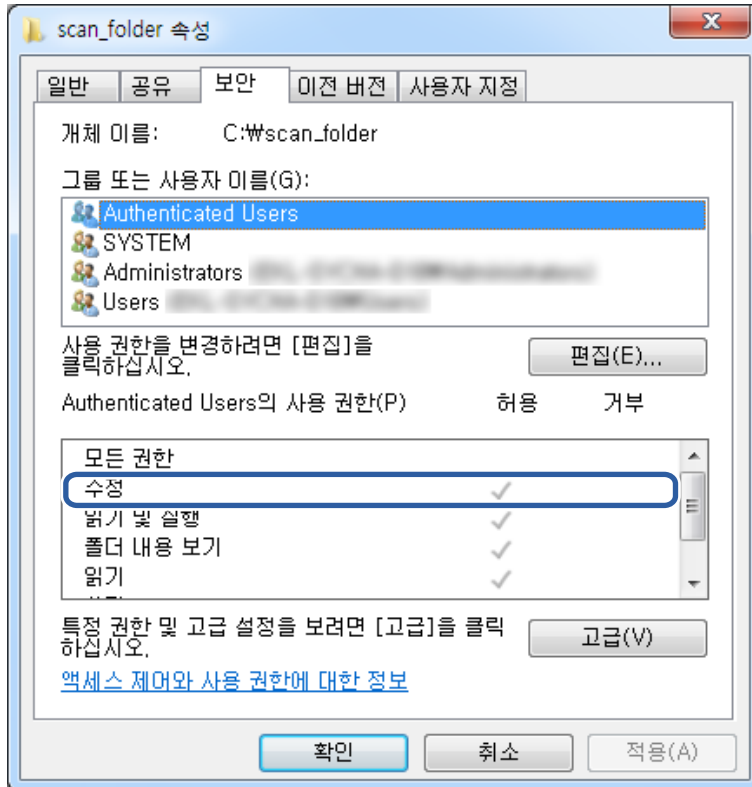 scan_folder 속성
일반 공유 보안 이전 버전 사용자 지정
개체 이름: C:₩scan_folder
그룹 또는 사용자 이름(G):
Authenticated Users
SYSTEM
Administrators
Users
사용 권한을 변경하려면 [편집]을
클릭하십시오.
편집(E)...
Authenticated Users의 사용 권한(P) 허용 거부
모든 권한
수정
읽기 및 실행
폴더 내용 보기
읽기
특정 권한 및 고급 설정을 보려면 [고급]을 클릭
하십시오.
고급(V)
액세스 제어와 사용 권한에 대한 정보
확인 취소 적용(A)